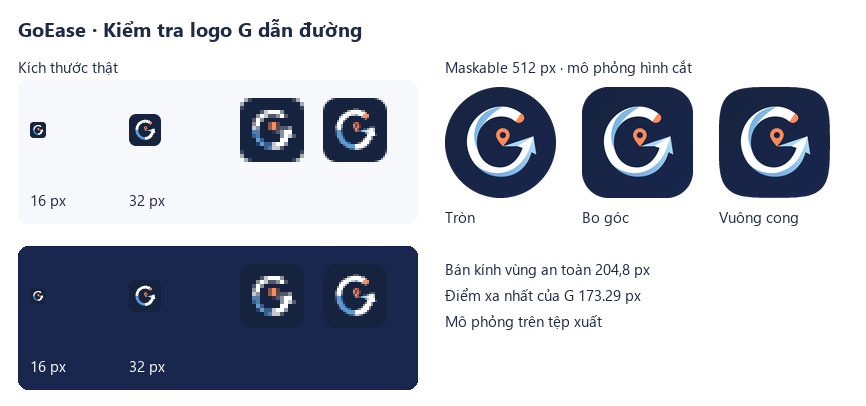 GoEase · Kiểm tra logo G dẫn đường
Kích thước thật
16 px
32 px
16 px
32 px
Maskable 512 px · mô phỏng hình cắt
Tròn
Bo góc
Vuông cong
Bán kính vùng an toàn 204,8 px
Điểm xa nhất của G 173.29 px
Mô phỏng trên tệp xuất